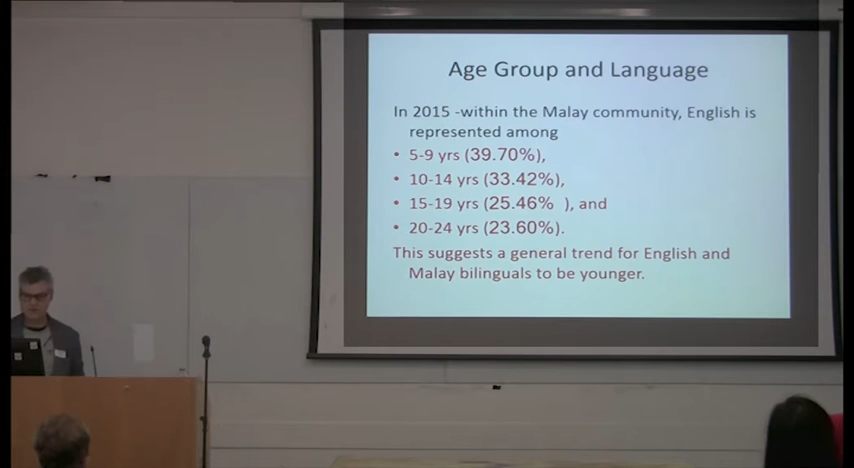 Age Group and Language
In 2015 -within the Malay community, English is
represented among
• 5-9 yrs (39.70%),
• 10-14 yrs (33.42%),
• 15-19 yrs (25.46% ), and
• 20-24 yrs (23.60%).
This suggests a general trend for English and
Malay bilinguals to be younger.